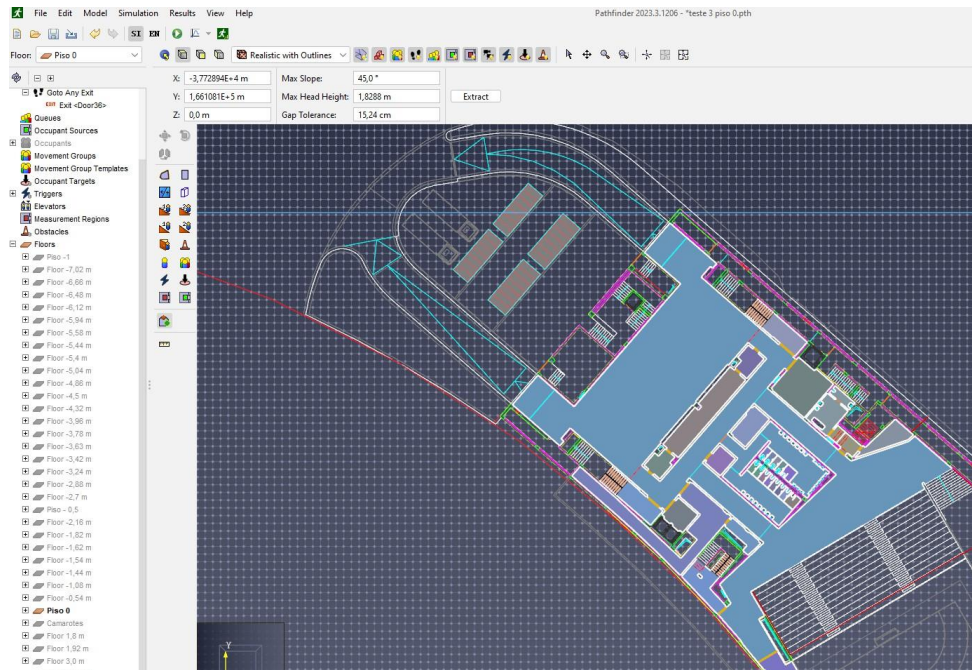 File Edit Model Simulation Results View Help
Pathfinder 2023.3.1206 - *teste 3 piso 0.pth
SI EN
Floor: Piso 0
Realistic with Outlines
X: -3,772894E+4 m Max Slope: 45,0 °
Y: 1,661081E+5 m Max Head Height: 1,8288 m Extract
Z: 0,0 m Gap Tolerance: 15,24 cm
Goto Any Exit
Exit <Door36>
Queues
Occupant Sources
Occupants
Movement Groups
Movement Group Templates
Occupant Targets
Triggers
Elevators
Measurement Regions
Obstacles
Floors
Piso -1
Floor -7,02 m
Floor -6,66 m
Floor -6,48 m
Floor -6,12 m
Floor -5,94 m
Floor -5,58 m
Floor -5,44 m
Floor -5,4 m
Floor -5,04 m
Floor -4,86 m
Floor -4,5 m
Floor -4,32 m
Floor -3,96 m
Floor -3,78 m
Floor -3,63 m
Floor -3,42 m
Floor -3,24 m
Floor -2,88 m
Floor -2,7 m
Piso - 0,5
Floor -2,16 m
Floor -1,82 m
Floor -1,62 m
Floor -1,54 m
Floor -1,44 m
Floor -1,08 m
Floor -0,54 m
Piso 0
Camarotes
Floor 1,8 m
Floor 1,92 m
Floor 3,0 m
Y